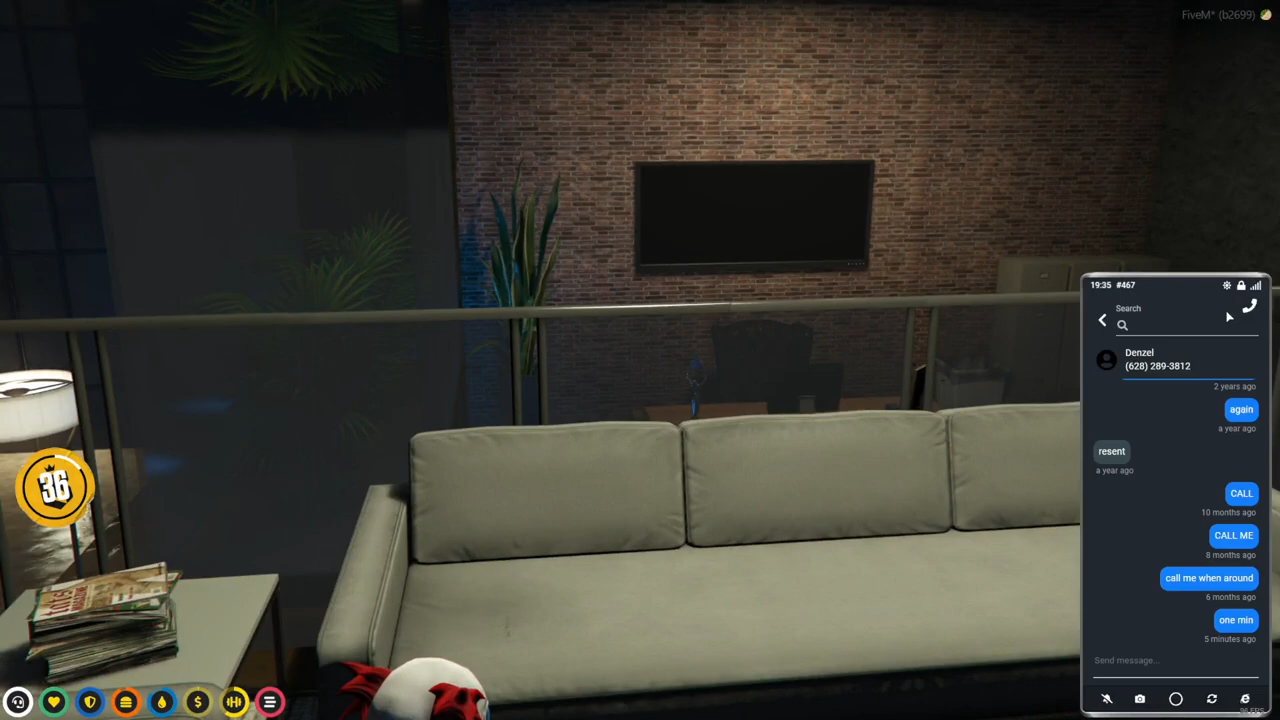 FiveM* (b2699)
19:35 #467
Search
Denzel
(628) 289-3812
2 years ago
again
a year ago
resent
a year ago
CALL
10 months ago
CALL ME
8 months ago
call me when around
6 months ago
one min
5 minutes ago
Send message...
36